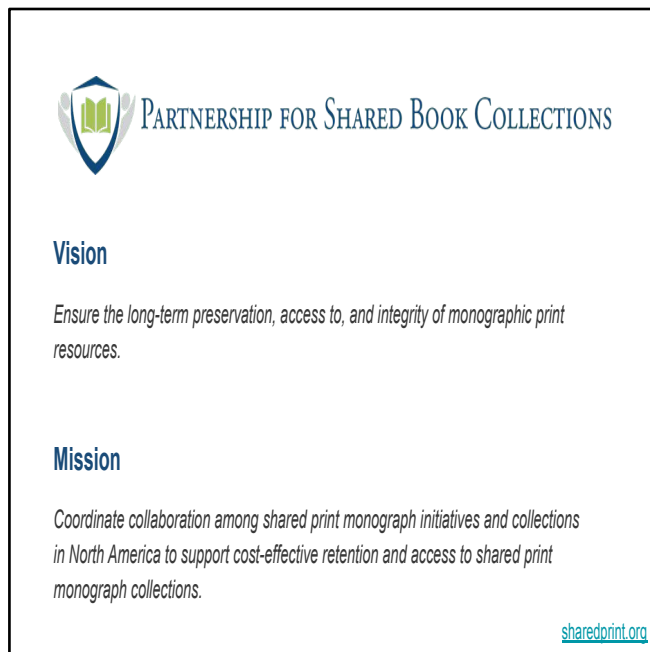 Partnership for Shared Book Collections
Vision
Ensure the long-term preservation, access to, and integrity of monographic print
resources.
Mission
Coordinate collaboration among shared print monograph initiatives and collections
in North America to support cost-effective retention and access to shared print
monograph collections.
sharedprint.org